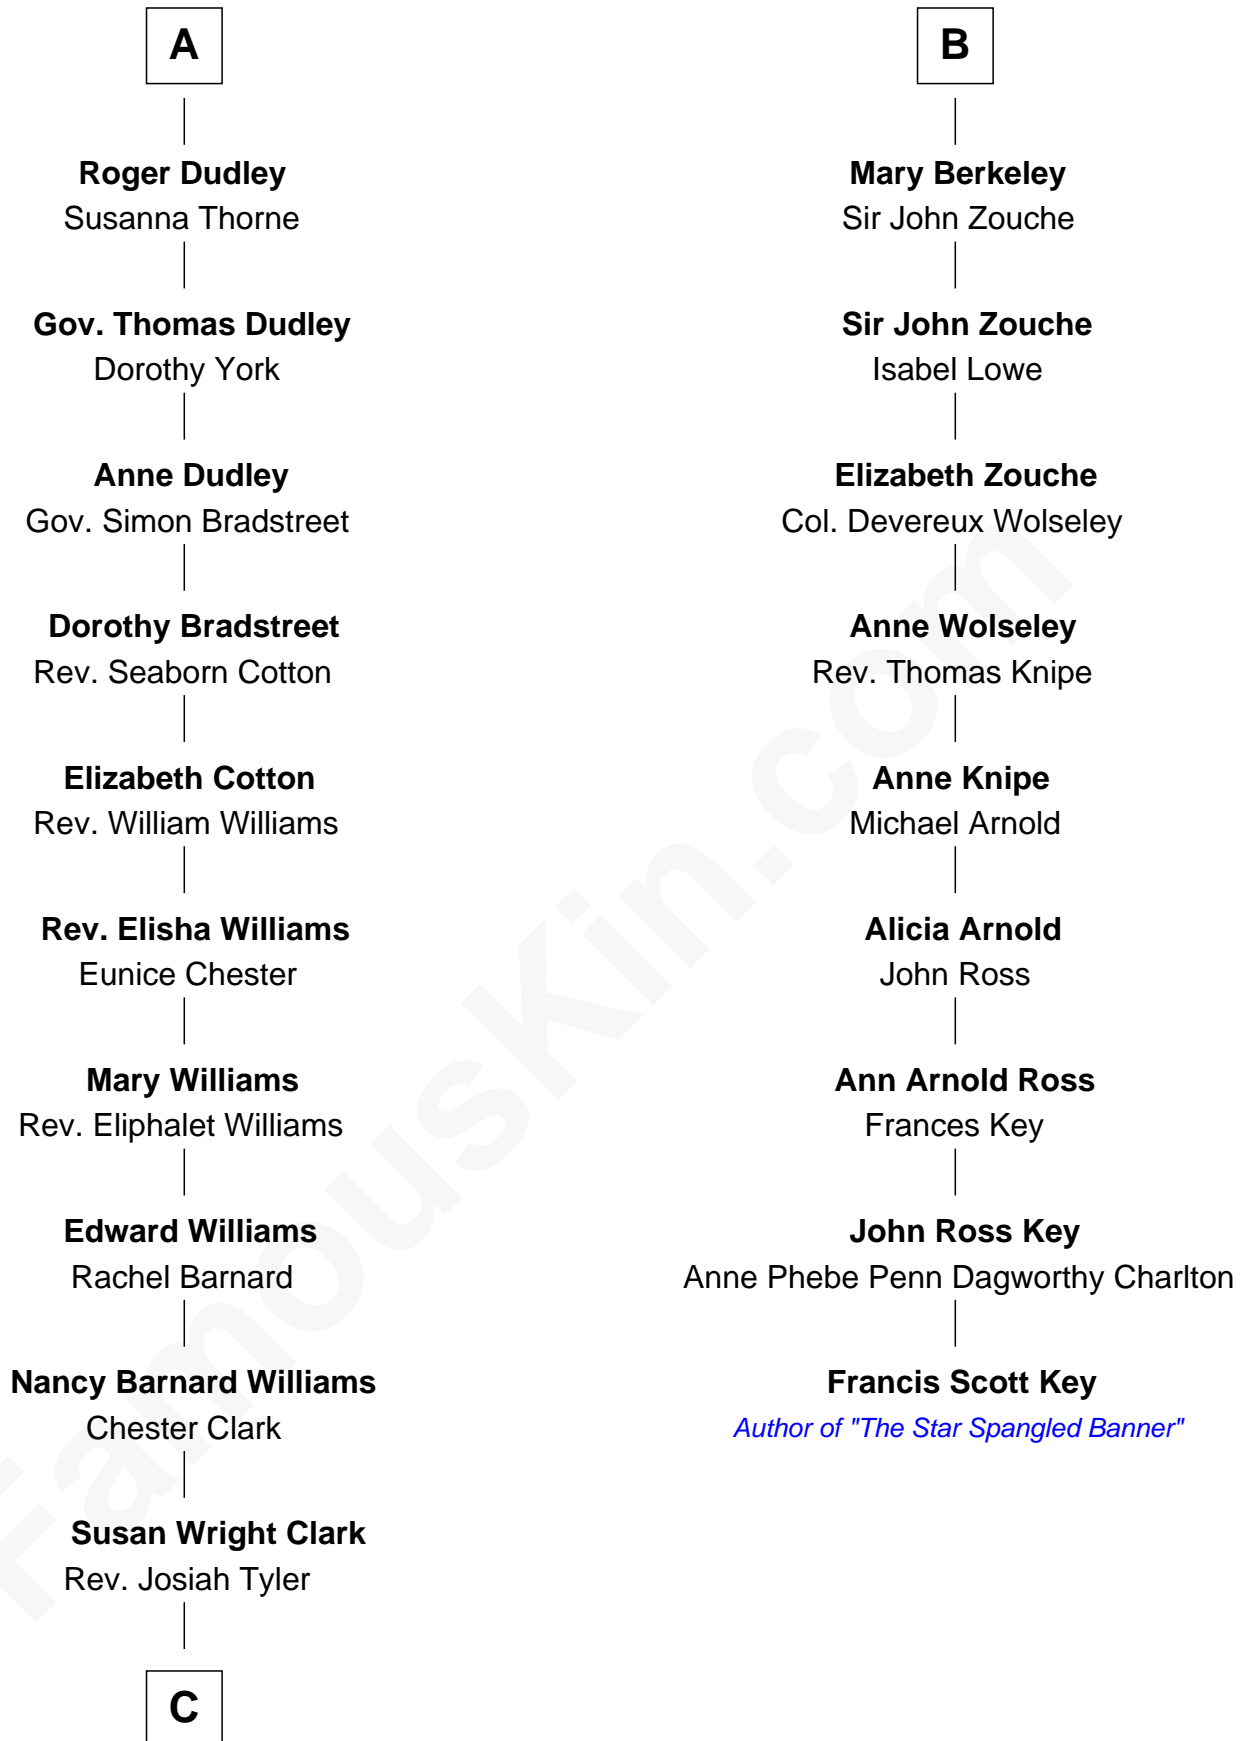 A
Roger Dudley
Susanna Thorne
Gov. Thomas Dudley
Dorothy York
Anne Dudley
Gov. Simon Bradstreet
Dorothy Bradstreet
Rev. Seaborn Cotton
Elizabeth Cotton
Rev. William Williams
Rev. Elisha Williams
Eunice Chester
Mary Williams
Rev. Eliphalet Williams
Edward Williams
Rachel Barnard
Nancy Barnard Williams
Chester Clark
Susan Wright Clark
Rev. Josiah Tyler
C
B
Mary Berkeley
Sir John Zouche
Sir John Zouche
Isabel Lowe
Elizabeth Zouche
Col. Devereux Wolseley
Anne Wolseley
Rev. Thomas Knipe
Anne Knipe
Michael Arnold
Alicia Arnold
John Ross
Ann Arnold Ross
Frances Key
John Ross Key
Anne Phebe Penn Dagworthy Charlton
Francis Scott Key
Author of "The Star Spangled Banner"
FamousKin.com